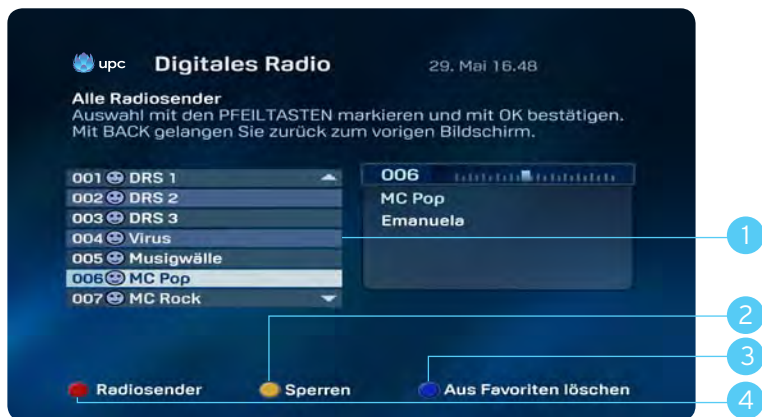 upc Digitales Radio 29. Mai 16.48
Alle Radiosender
Auswahl mit den PFEILTASTEN markieren und mit OK bestätigen.
Mit BACK gelangen Sie zurück zum vorigen Bildschirm.
001 DRS 1
002 DRS 2
003 DRS 3
004 Virus
005 Musigwälle
006 MC Pop
007 MC Rock
006
MC Pop
Emanuela
1
2
3
4
Radiosender
Sperren
Aus Favoriten löschen